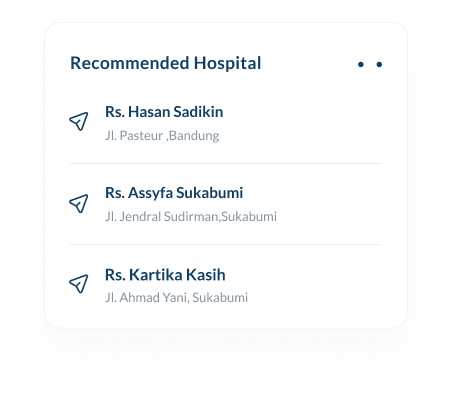 Recommended Hospital
Rs. Hasan Sadikin
Jl. Pasteur ,Bandung
Rs. Assyfa Sukabumi
Jl. Jendral Sudirman,Sukabumi
Rs. Kartika Kasih
Jl. Ahmad Yani, Sukabumi